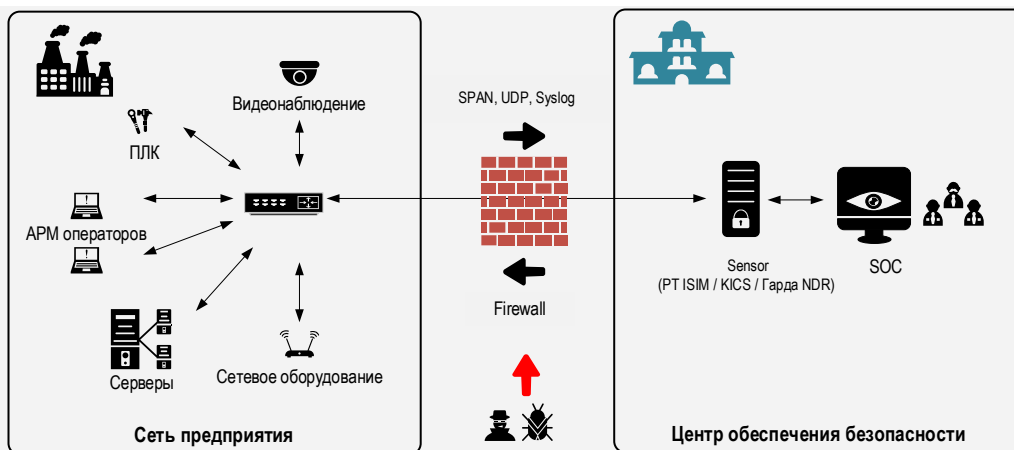 Видеонаблюдение
ПЛК
АРМ операторов
Серверы
Сетевое оборудование
Сеть предприятия
SPAN, UDP, Syslog
Firewall
Sensor
(PT ISIM / KICS / Гарда NDR)
SOC
Центр обеспечения безопасности